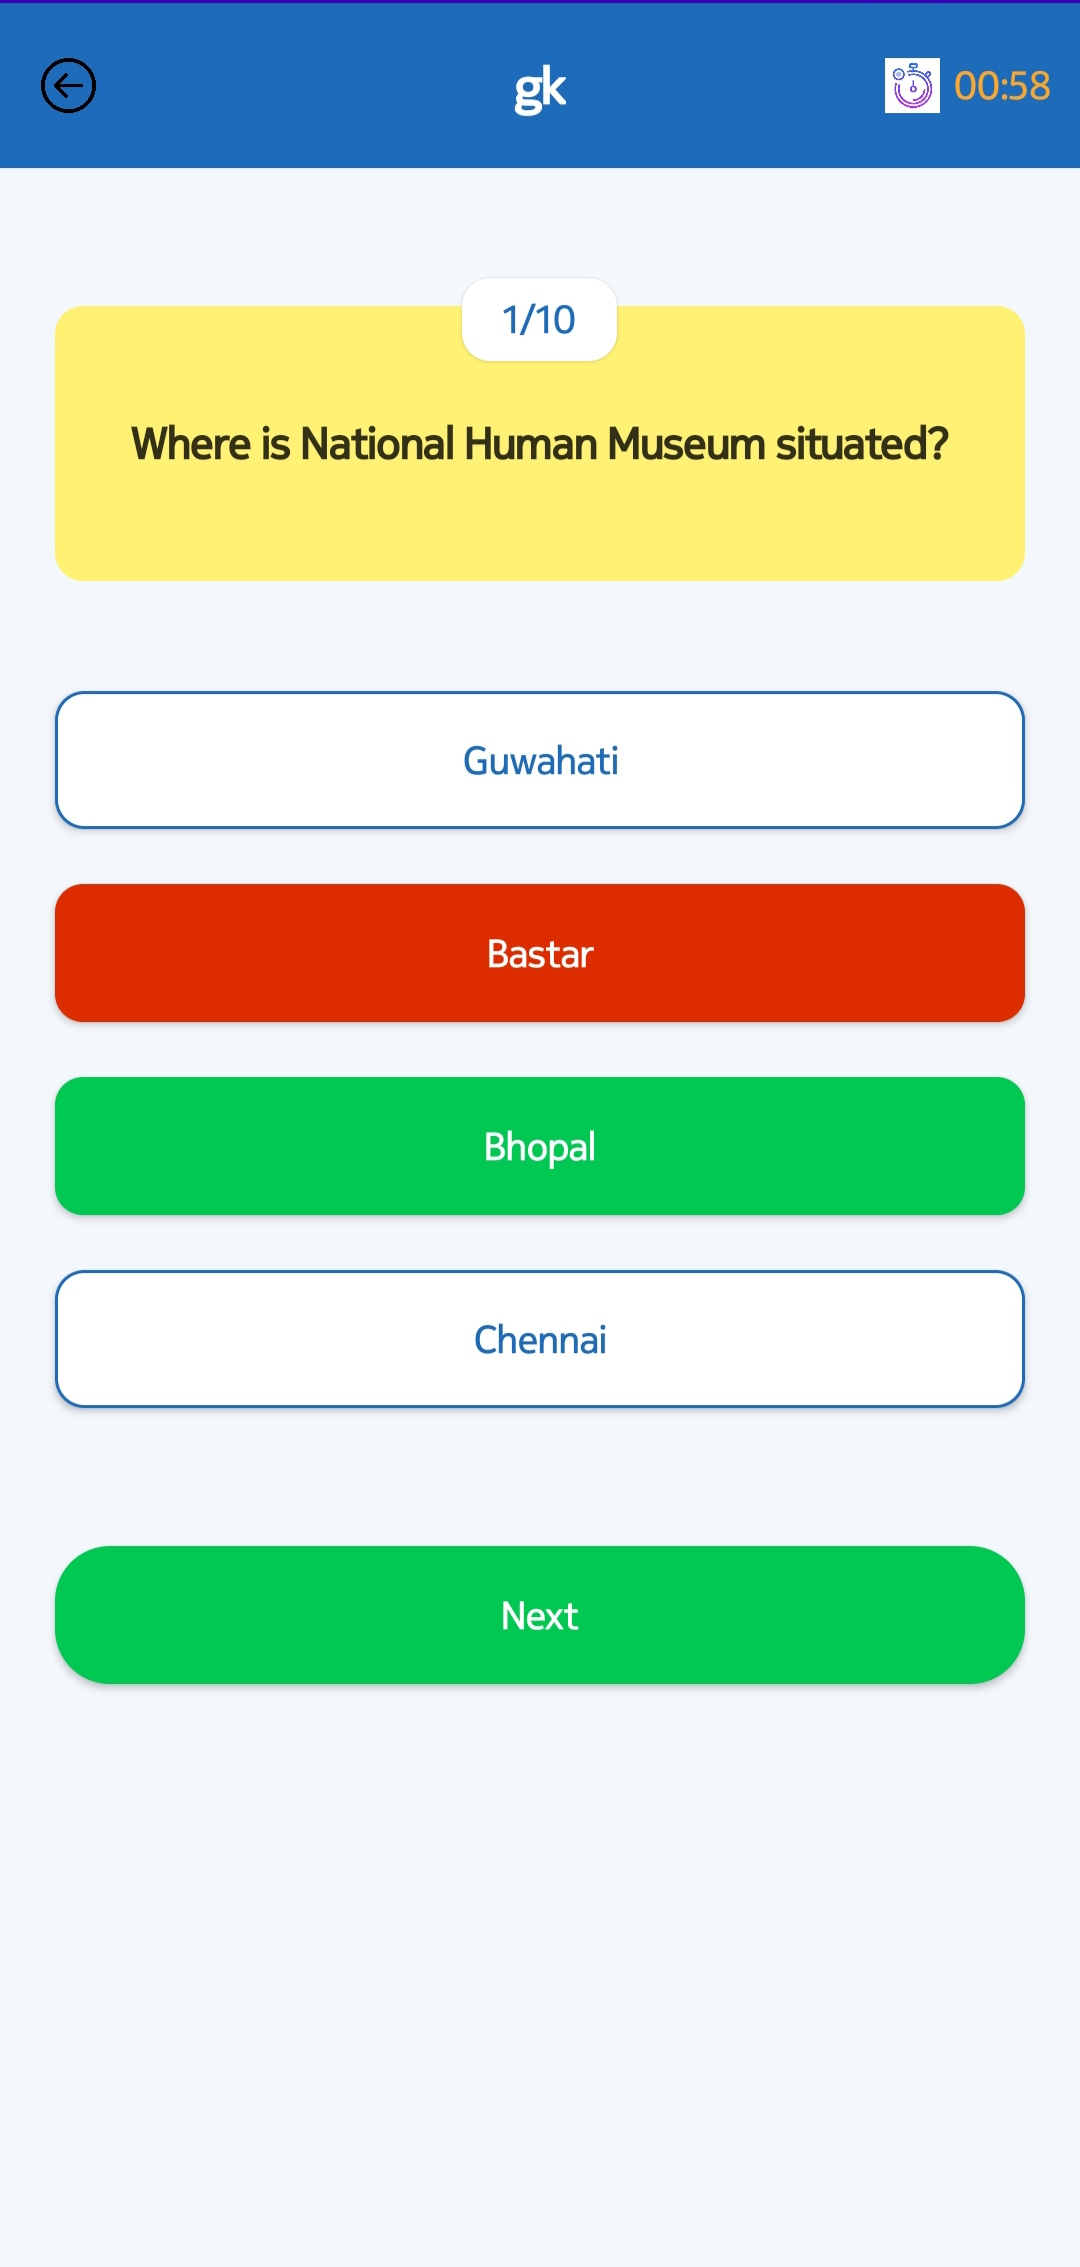 gk
00:58
1/10
Where is National Human Museum situated?
Guwahati
Bastar
Bhopal
Chennai
Next